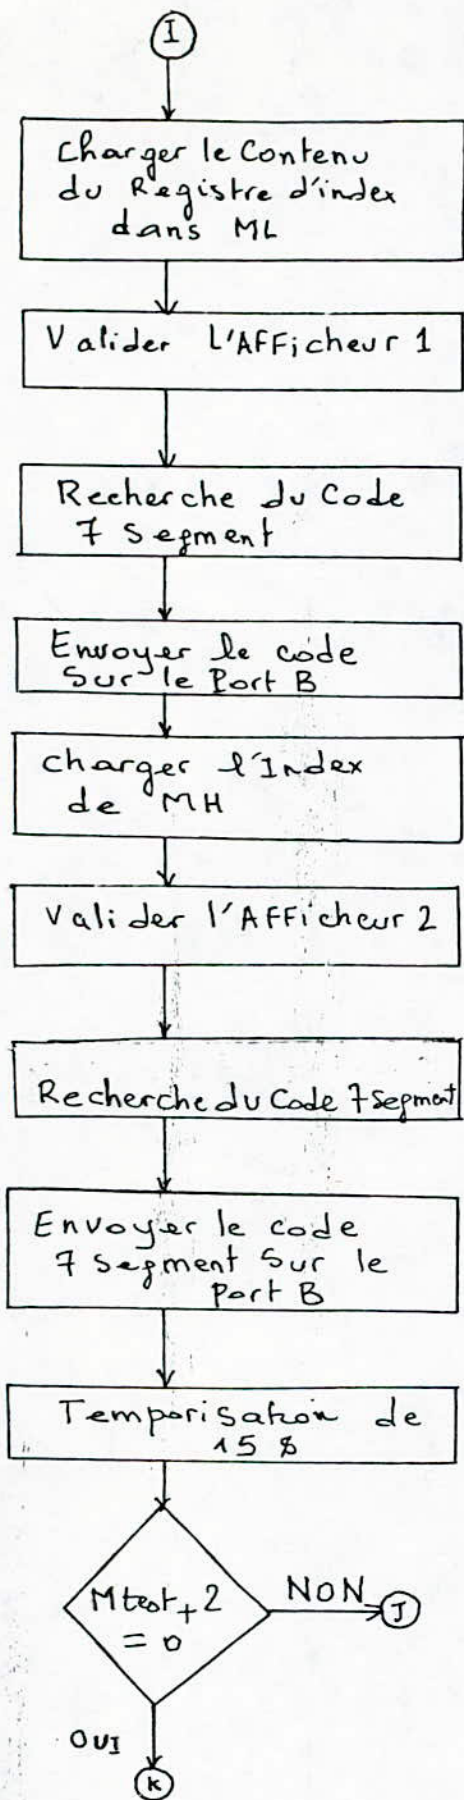 I
Charger le Contenu
du Registre d'index
dans ML
Valider L'AFFicheur 1
Recherche du Code
7 Segment
Envoyer le code
Sur le Port B
charger l'Index
de MH
Valider l'AFFicheur 2
Recherche du Code 7 Segment
Envoyer le code
7 Segment Sur le
port B
Temporisation de
15 s
Mtest+2
= 0
NON
J
OUI
K